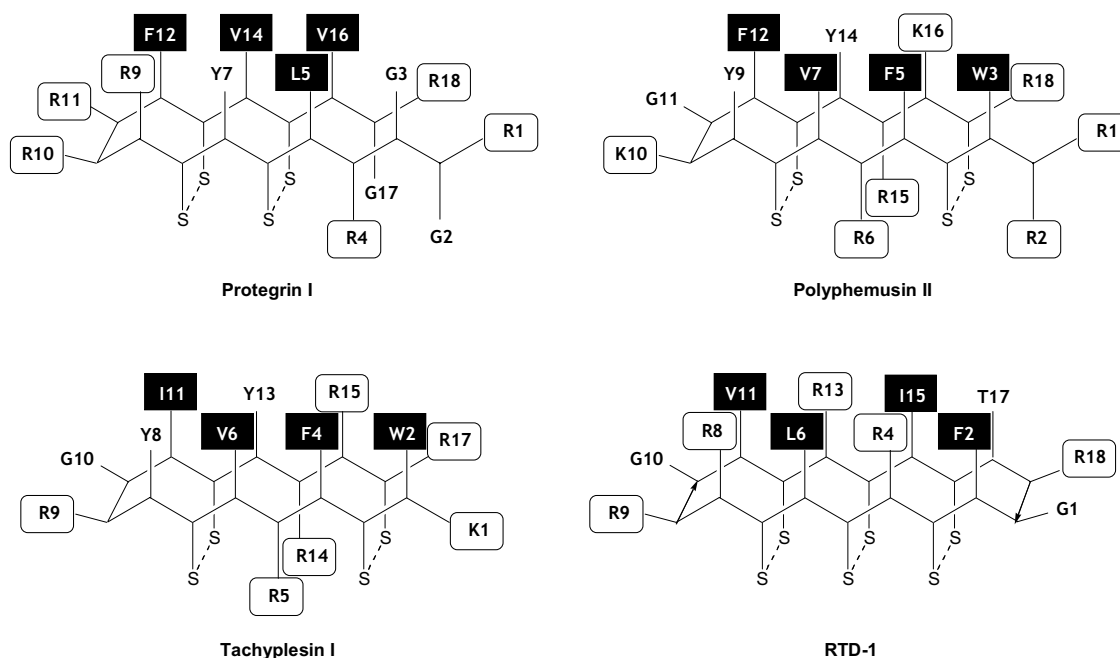 F12 V14 V16
R9 Y7 L5 G3
R11 R18
R10 R1
S S
S S G17
R4 G2
Protegrin I
F12 Y14 K16
Y9 V7 F5 W3
G11 R18
K10 R1
S S
S R15 S
R6 R2
Polyphemusin II
I11 Y13 R15
Y8 V6 F4 W2
G10 R17
R9 K1
S S
S R14 S
R5
Tachyplesin I
V11 R13 I15 T17
R8 L6 R4 F2
G10 R18
R9 G1
S S S
S S S
RTD-1